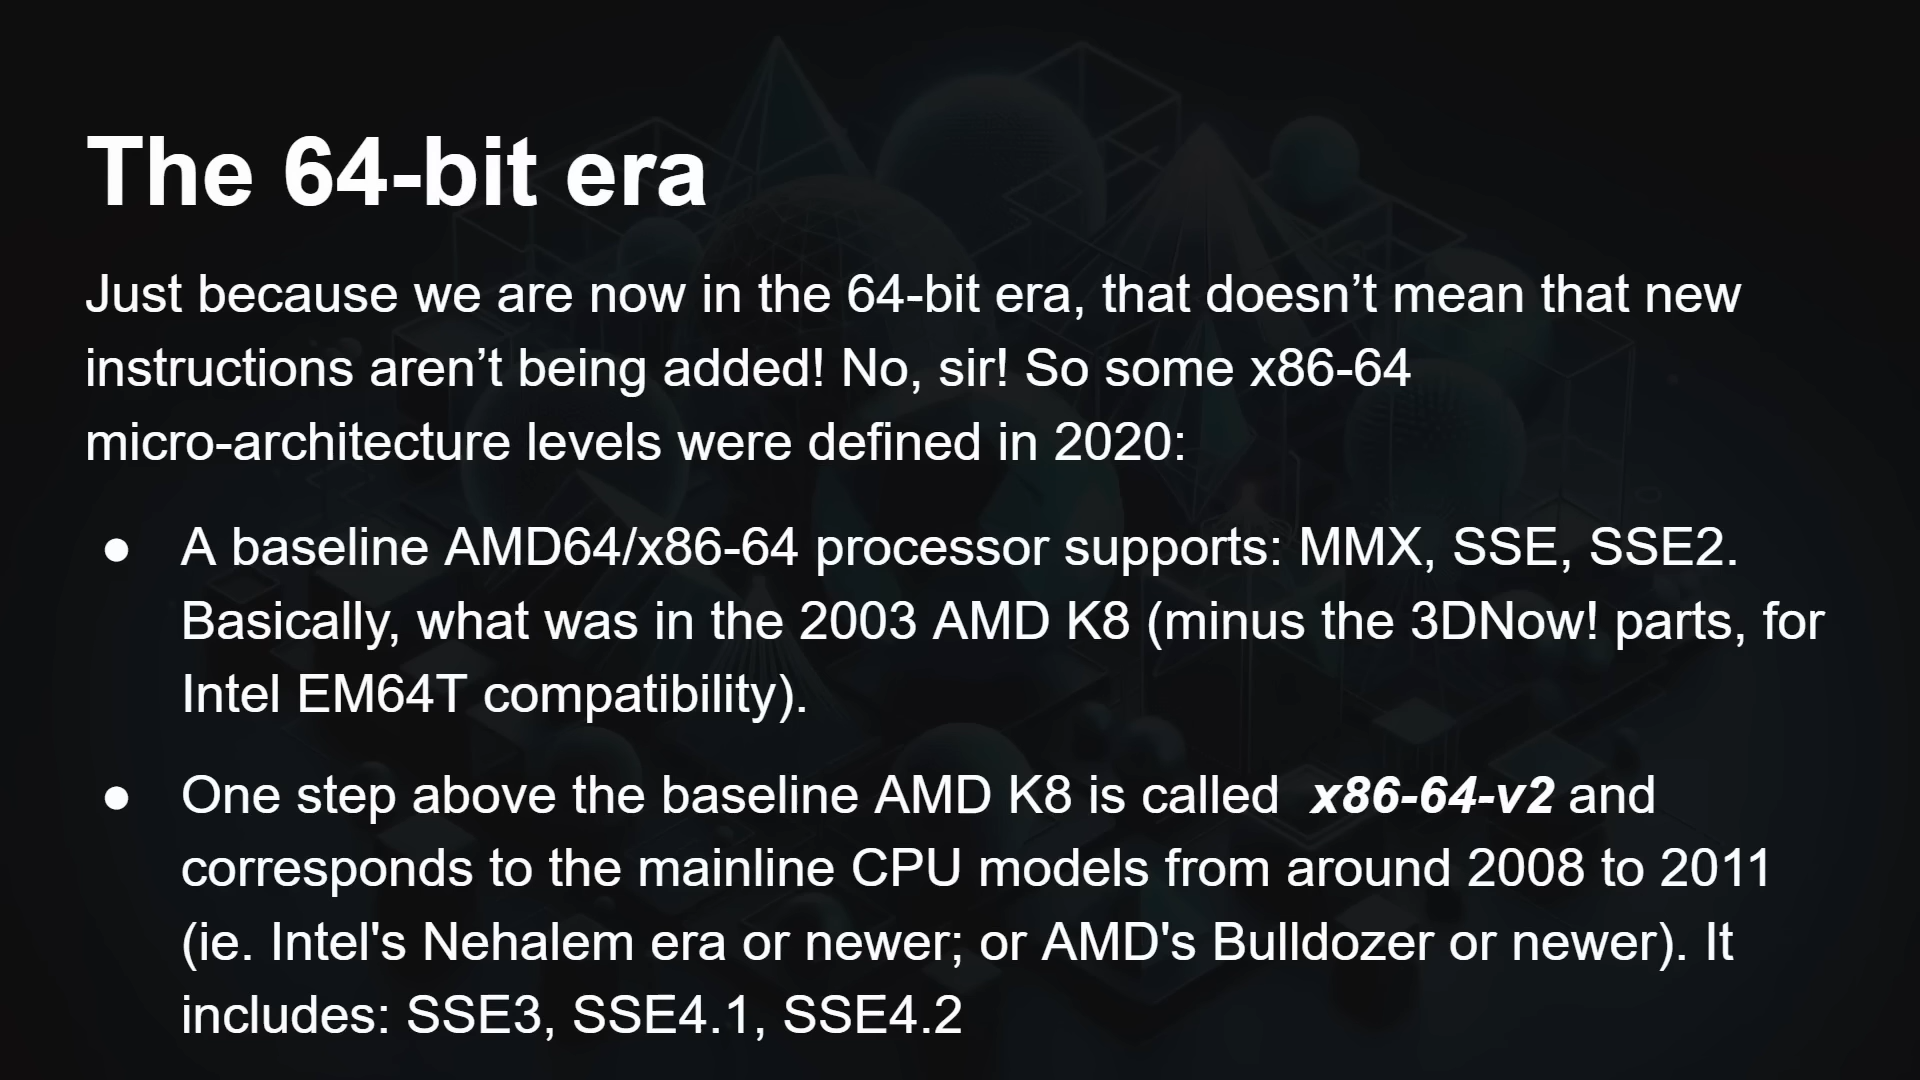 The 64-bit era
Just because we are now in the 64-bit era, that doesn’t mean that new
instructions aren’t being added! No, sir! So some x86-64
micro-architecture levels were defined in 2020:
● A baseline AMD64/x86-64 processor supports: MMX, SSE, SSE2.
Basically, what was in the 2003 AMD K8 (minus the 3DNow! parts, for
Intel EM64T compatibility).
● One step above the baseline AMD K8 is called  x86-64-v2 and
corresponds to the mainline CPU models from around 2008 to 2011
(ie. Intel's Nehalem era or newer; or AMD's Bulldozer or newer). It
includes: SSE3, SSE4.1, SSE4.2